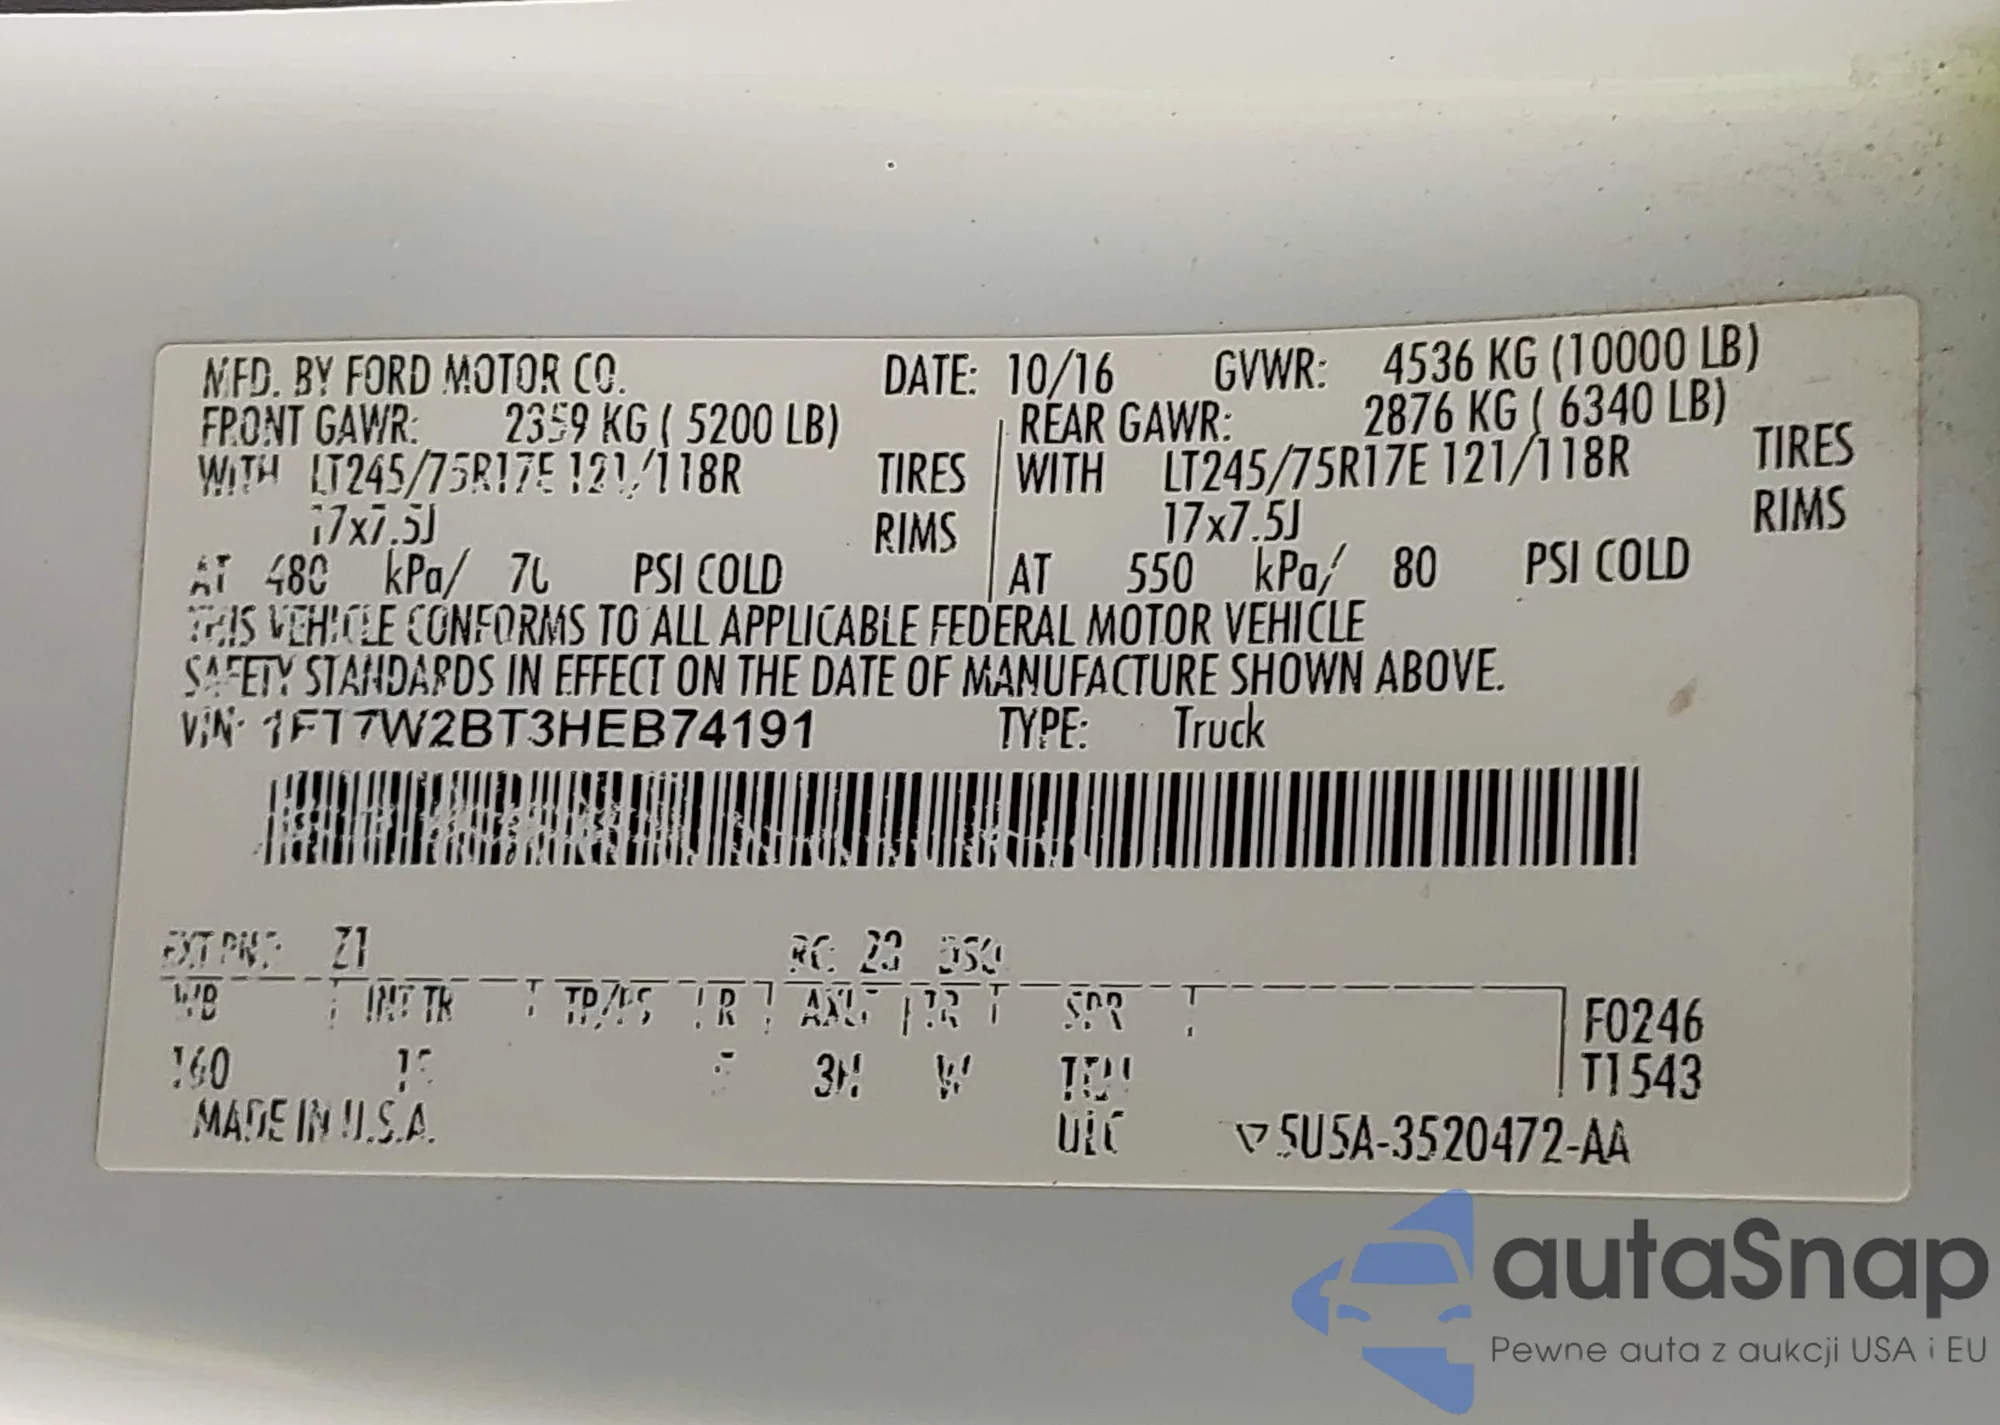 MFD. BY FORD MOTOR CO. DATE: 10/16 GVWR: 4536 KG (10000 LB)
FRONT GAWR: 2359 KG ( 5200 LB) REAR GAWR: 2876 KG ( 6340 LB)
WITH LT245/75R17E 121/118R TIRES WITH LT245/75R17E 121/118R TIRES
17x7.5J RIMS 17x7.5J RIMS
AT 480 kPa/ 70 PSI COLD AT 550 kPa/ 80 PSI COLD
THIS VEHICLE CONFORMS TO ALL APPLICABLE FEDERAL MOTOR VEHICLE
SAFETY STANDARDS IN EFFECT ON THE DATE OF MANUFACTURE SHOWN ABOVE.
VIN: 1FT7W2BT3HEB74191 TYPE: Truck
EXT PNT: Z1 RC:
WB INT TR TP/PS R AXLE TR SPR F0246
160 3H W T1543
MADE IN U.S.A. 5U5A-3520472-AA
autaSnap
Pewne auta z aukcji USA i EU